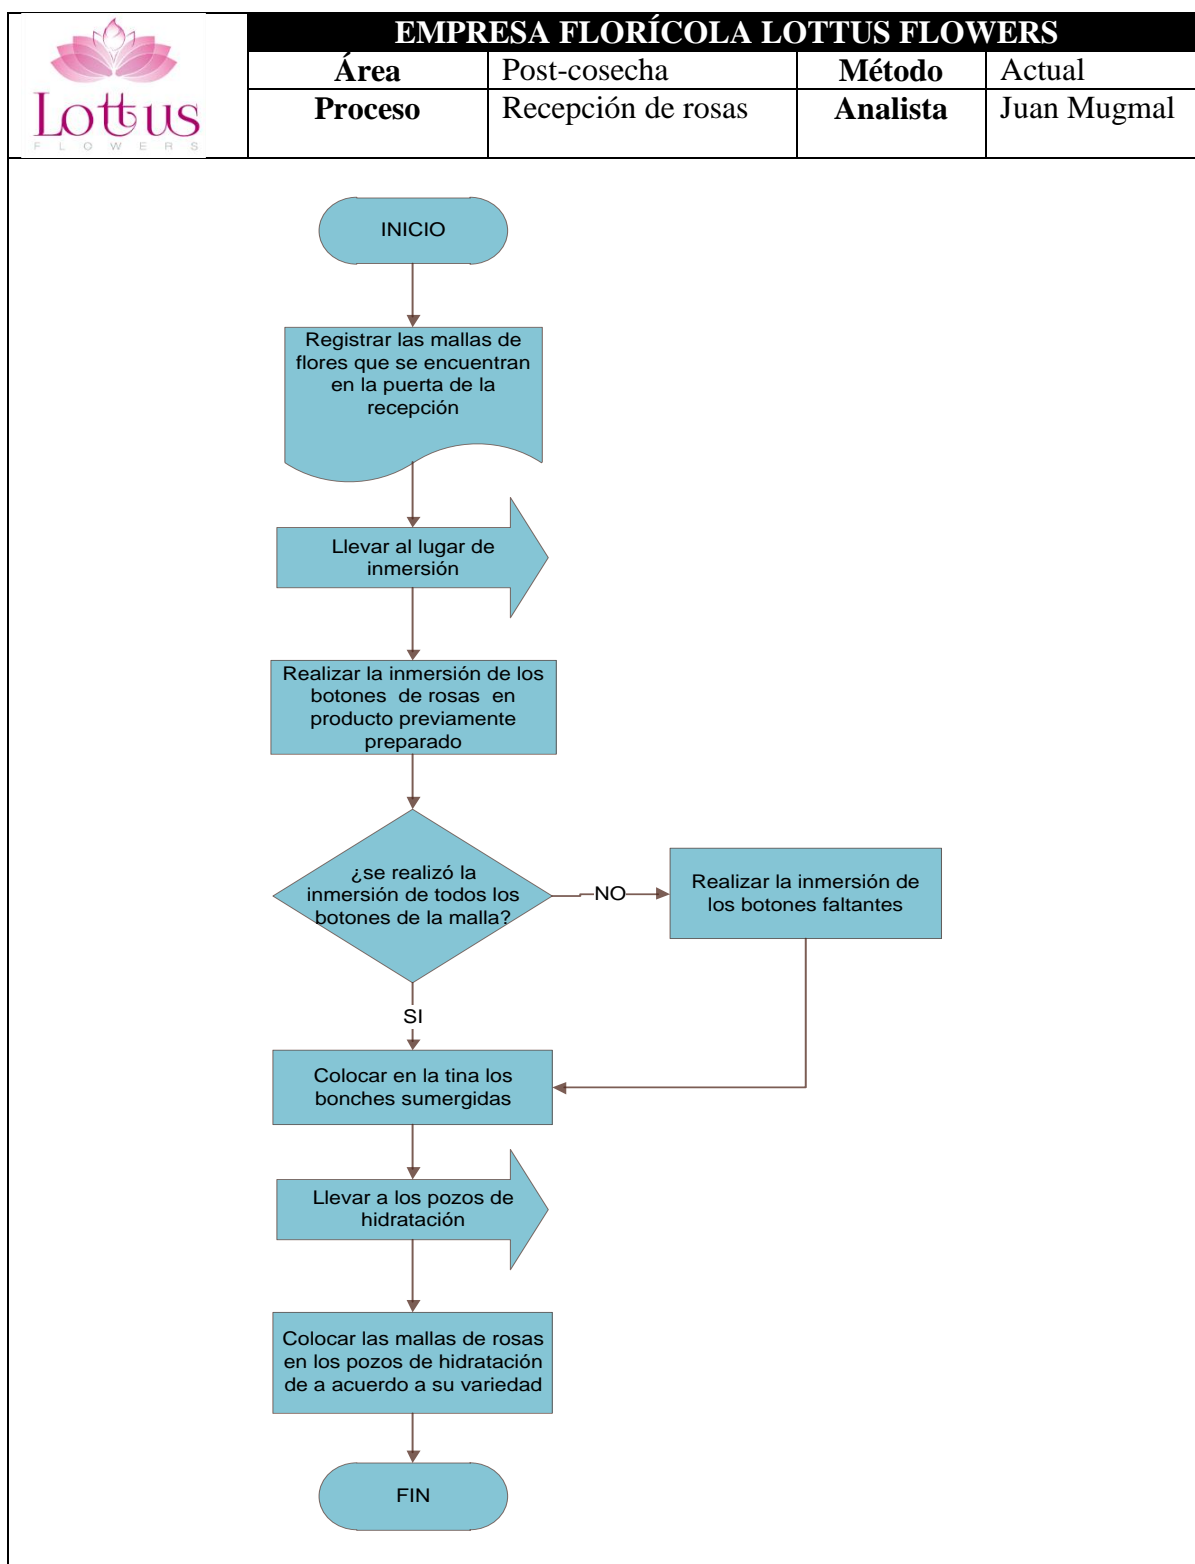 Lottus
FLOWERS
EMPRESA FLORÍCOLA LOTTUS FLOWERS
Área Post-cosecha Método Actual
Proceso Recepción de rosas Analista Juan Mugmal
INICIO
Registrar las mallas de
flores que se encuentran
en la puerta de la
recepción
Llevar al lugar de
inmersión
Realizar la inmersión de los
botones de rosas en
producto previamente
preparado
¿se realizó la
inmersión de todos los
botones de la malla?
NO
Realizar la inmersión de
los botones faltantes
SI
Colocar en la tina los
bonches sumergidas
Llevar a los pozos de
hidratación
Colocar las mallas de rosas
en los pozos de hidratación
de a acuerdo a su variedad
FIN